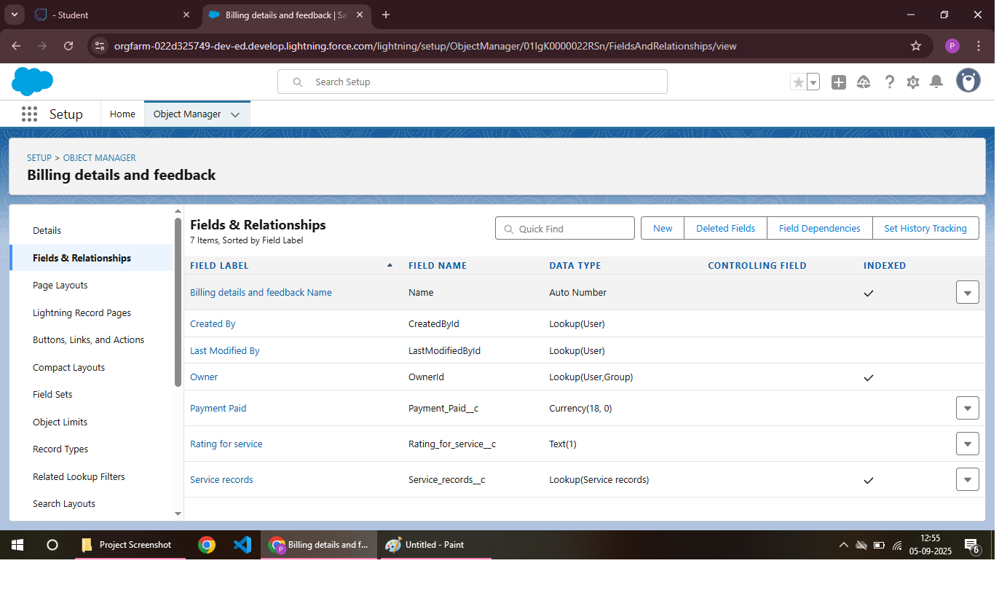 - Student
Billing details and feedback | Sa
orgfarm-022d325749-dev-ed.develop.lightning.force.com/lightning/setup/ObjectManager/01IgK0000022RSn/FieldsAndRelationships/view
P
Search Setup
Setup
Home
Object Manager
SETUP > OBJECT MANAGER
Billing details and feedback
Details
Fields & Relationships
Page Layouts
Lightning Record Pages
Buttons, Links, and Actions
Compact Layouts
Field Sets
Object Limits
Record Types
Related Lookup Filters
Search Layouts
Fields & Relationships
7 Items, Sorted by Field Label
Quick Find
New
Deleted Fields
Field Dependencies
Set History Tracking
FIELD LABEL FIELD NAME DATA TYPE CONTROLLING FIELD INDEXED
Billing details and feedback Name Name Auto Number
Created By CreatedById Lookup(User)
Last Modified By LastModifiedById Lookup(User)
Owner OwnerId Lookup(User,Group)
Payment Paid Payment_Paid__c Currency(18, 0)
Rating for service Rating_for_service__c Text(1)
Service records Service_records__c Lookup(Service records)
Project Screenshot
P
Billing details and f...
Untitled - Paint
12:55
05-09-2025
6